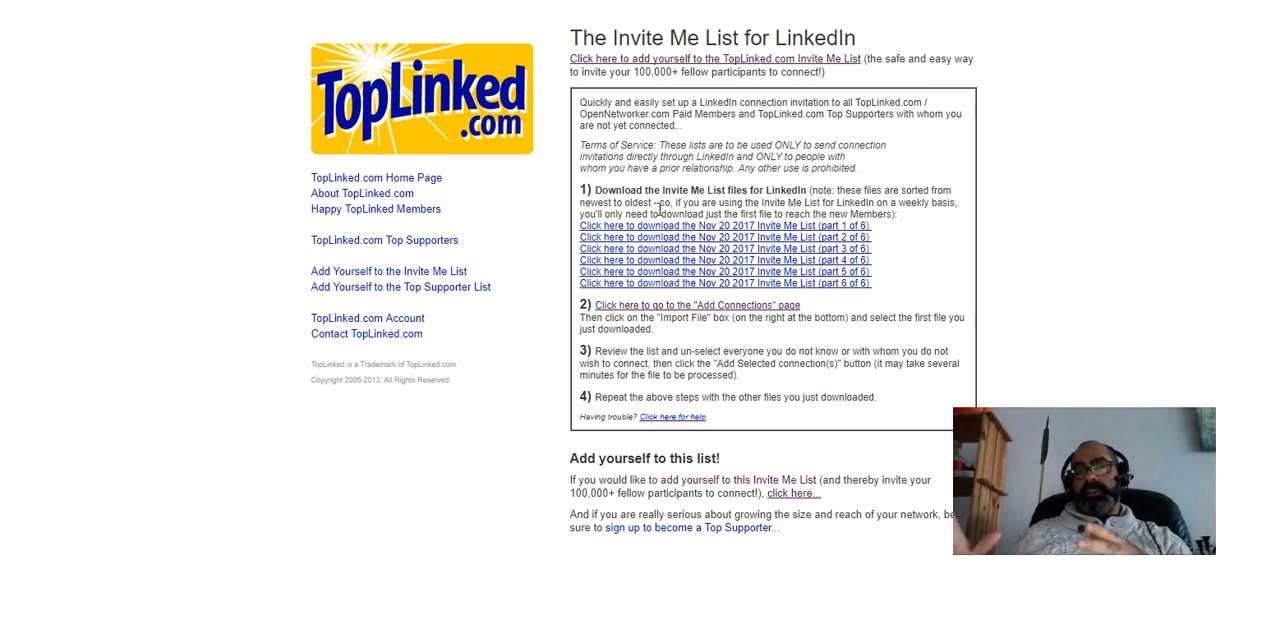 TopLinked
.com
TopLinked.com Home Page
About TopLinked.com
Happy TopLinked Members
TopLinked.com Top Supporters
Add Yourself to the Invite Me List
Add Yourself to the Top Supporter List
TopLinked.com Account
Contact TopLinked.com
TopLinked is a Trademark of TopLinked.com.
Copyright 2006-2013. All Rights Reserved.
The Invite Me List for LinkedIn
Click here to add yourself to the TopLinked.com Invite Me List (the safe and easy way
to invite your 100,000+ fellow participants to connect!)
Quickly and easily set up a LinkedIn connection invitation to all TopLinked.com /
OpenNetworker.com Paid Members and TopLinked.com Top Supporters with whom you
are not yet connected...
Terms of Service: These lists are to be used ONLY to send connection
invitations directly through LinkedIn and ONLY to people with
whom you have a prior relationship. Any other use is prohibited.
1) Download the Invite Me List files for LinkedIn (note: these files are sorted from
newest to oldest --so, if you are using the Invite Me List for LinkedIn on a weekly basis,
you'll only need to download just the first file to reach the new Members):
Click here to download the Nov 20 2017 Invite Me List (part 1 of 6)
Click here to download the Nov 20 2017 Invite Me List (part 2 of 6)
Click here to download the Nov 20 2017 Invite Me List (part 3 of 6)
Click here to download the Nov 20 2017 Invite Me List (part 4 of 6)
Click here to download the Nov 20 2017 Invite Me List (part 5 of 6)
Click here to download the Nov 20 2017 Invite Me List (part 6 of 6)
2) Click here to go to the "Add Connections" page
Then click on the "Import File" box (on the right at the bottom) and select the first file you
just downloaded.
3) Review the list and un-select everyone you do not know or with whom you do not
wish to connect, then click the "Add Selected connection(s)" button (it may take several
minutes for the file to be processed).
4) Repeat the above steps with the other files you just downloaded.
Having trouble? Click here for help
Add yourself to this list!
If you would like to add yourself to this Invite Me List (and thereby invite your
100,000+ fellow participants to connect!), click here...
And if you are really serious about growing the size and reach of your network, be
sure to sign up to become a Top Supporter...